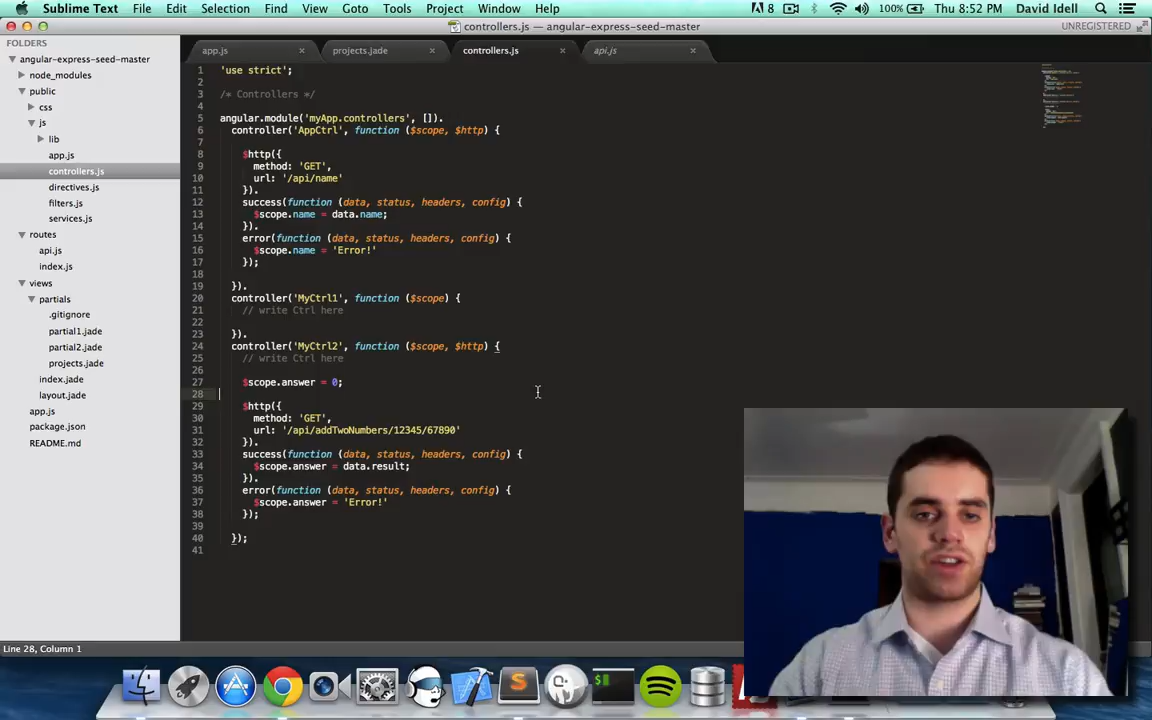 Sublime Text File Edit Selection Find View Goto Tools Project Window Help 8 100% Thu 8:52 PM David Idell
controllers.js — angular-express-seed-master UNREGISTERED
FOLDERS
angular-express-seed-master
node_modules
public
css
js
lib
app.js
controllers.js
directives.js
filters.js
services.js
routes
api.js
index.js
views
partials
.gitignore
partial1.jade
partial2.jade
projects.jade
index.jade
layout.jade
app.js
package.json
README.md
app.js × projects.jade × controllers.js × api.js ×
1 'use strict';
2
3 /* Controllers */
4
5 angular.module('myApp.controllers', []).
6 controller('AppCtrl', function ($scope, $http) {
7
8 $http({
9 method: 'GET',
10 url: '/api/name'
11 }).
12 success(function (data, status, headers, config) {
13 $scope.name = data.name;
14 }).
15 error(function (data, status, headers, config) {
16 $scope.name = 'Error!'
17 });
18
19 }).
20 controller('MyCtrl1', function ($scope) {
21 // write Ctrl here
22
23 }).
24 controller('MyCtrl2', function ($scope, $http) {
25 // write Ctrl here
26
27 $scope.answer = 0;
28
29 $http({
30 method: 'GET',
31 url: '/api/addTwoNumbers/12345/67890'
32 }).
33 success(function (data, status, headers, config) {
34 $scope.answer = data.result;
35 }).
36 error(function (data, status, headers, config) {
37 $scope.answer = 'Error!'
38 });
39
40 });
41
Line 28, Column 1